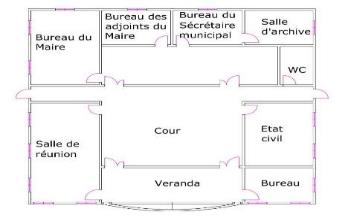 Bureau du
Maire
Bureau des
adjoints du
Maire
Bureau du
Sécrétaire
municipal
Salle
d'archive
WC
Salle de
réunion
Cour
Etat
civil
Veranda
Bureau